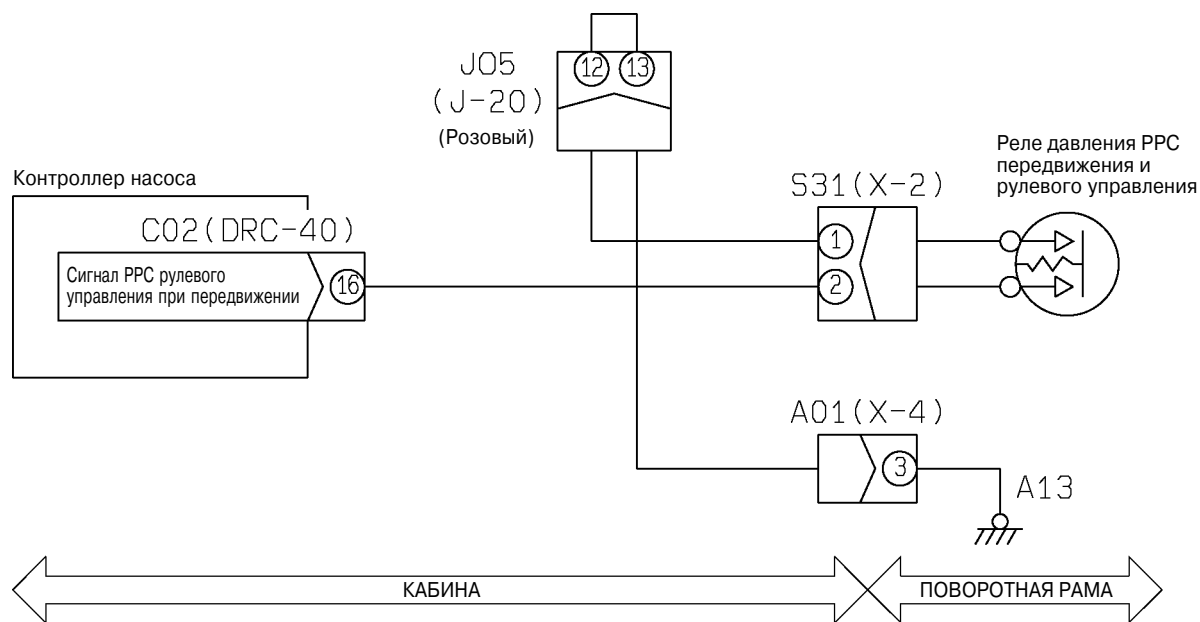 12 13
J05
(J-20)
(Розовый)
Реле давления PPC
передвижения и
рулевого управления
Контроллер насоса
S31(X-2)
C02(DRC-40)
1
Сигнал PPC рулевого
управления при передвижении
16
2
A01(X-4)
3
A13
КАБИНА
ПОВОРОТНАЯ РАМА